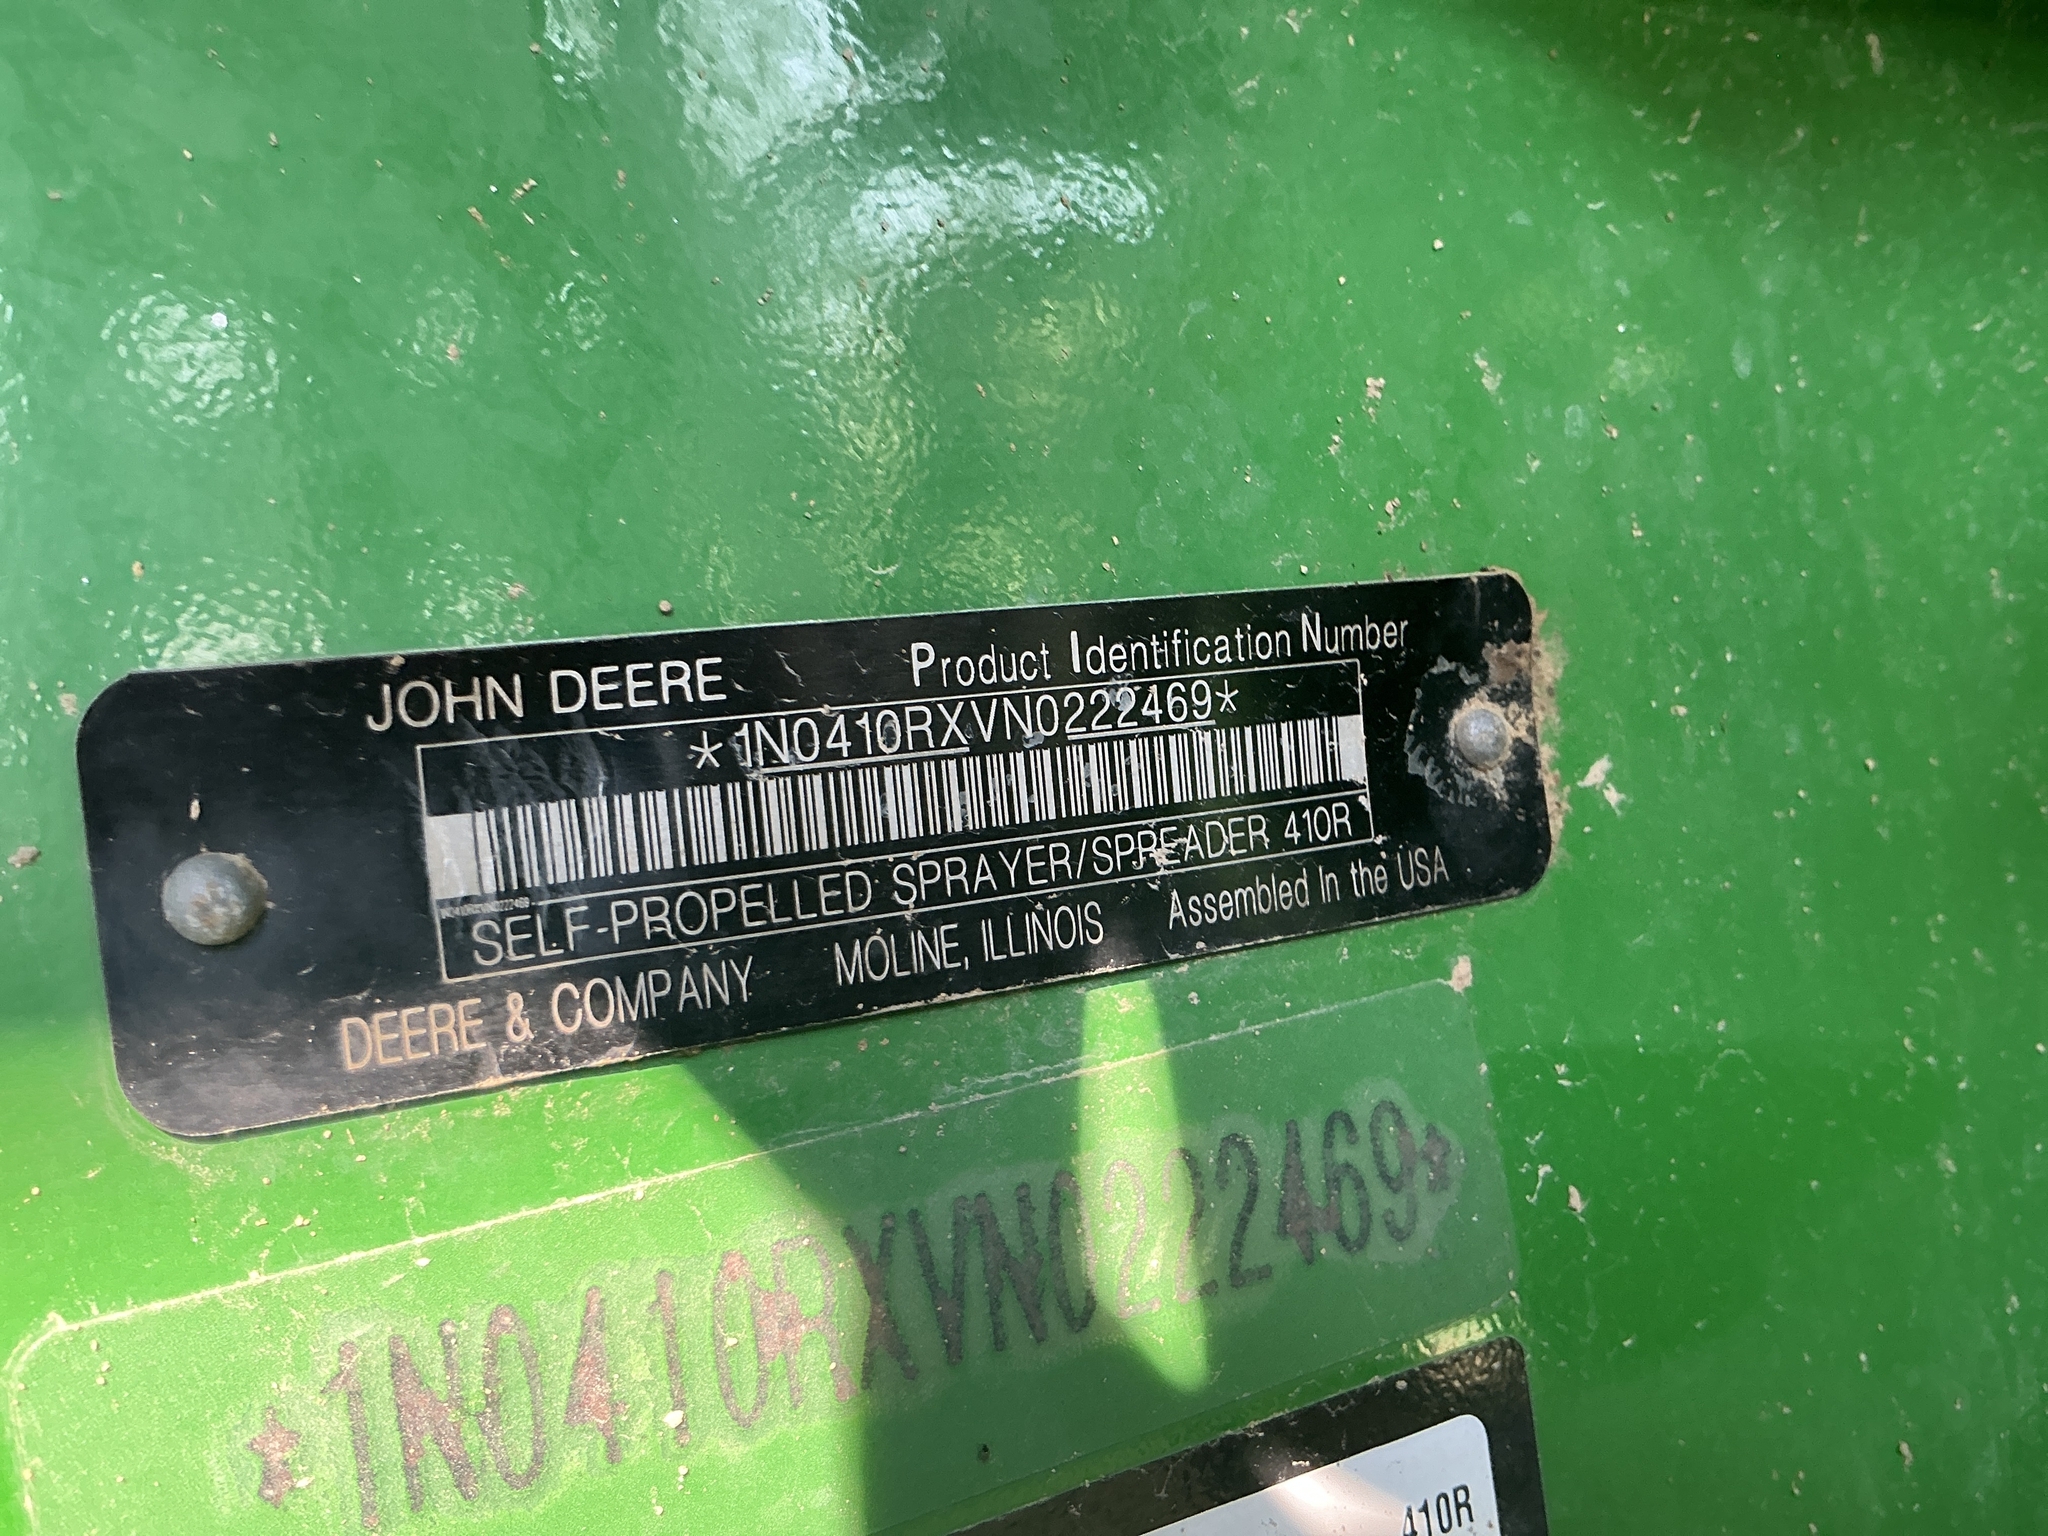 JOHN DEERE Product Identification Number
*1N0410RXVN0222469*
1N0410RXVN0222469
SELF-PROPELLED SPRAYER/SPREADER 410R
DEERE & COMPANY MOLINE, ILLINOIS Assembled In the USA
*1N0410RXVN0222469*
410R